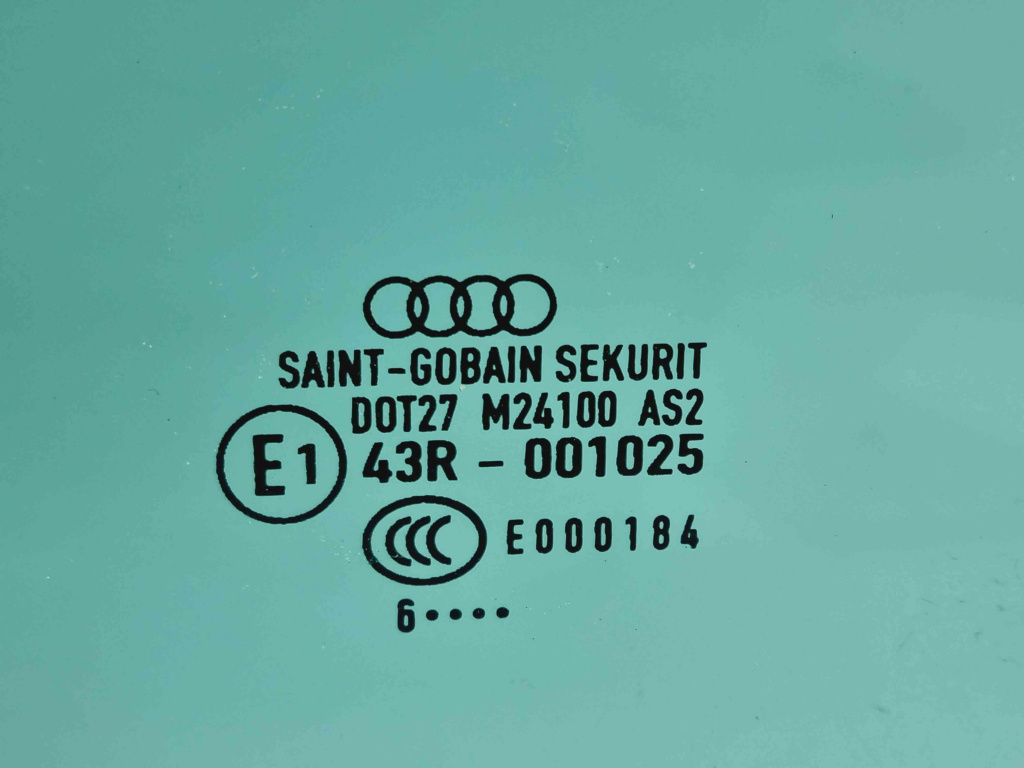 SAINT-GOBAIN SEKURIT
DOT27 M24100 AS2
E1 43R - 001025
CCC E000184
6••••